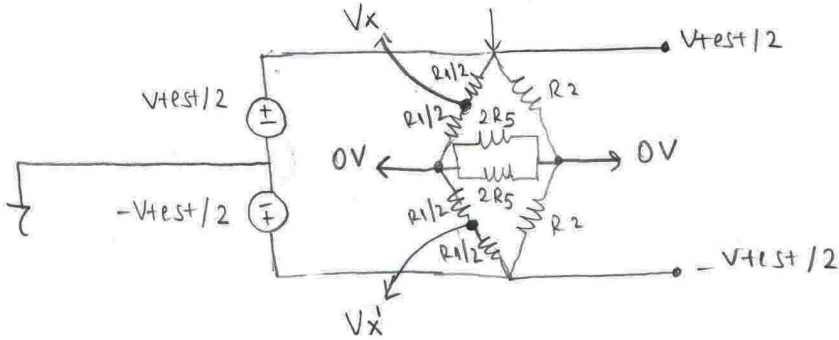 Vx
Vtest/2
R1/2
R2
Vtest/2
R1/2
2R5
0V
0V
2R5
-Vtest/2
R1/2
R2
R1/2
- Vtest/2
Vx'